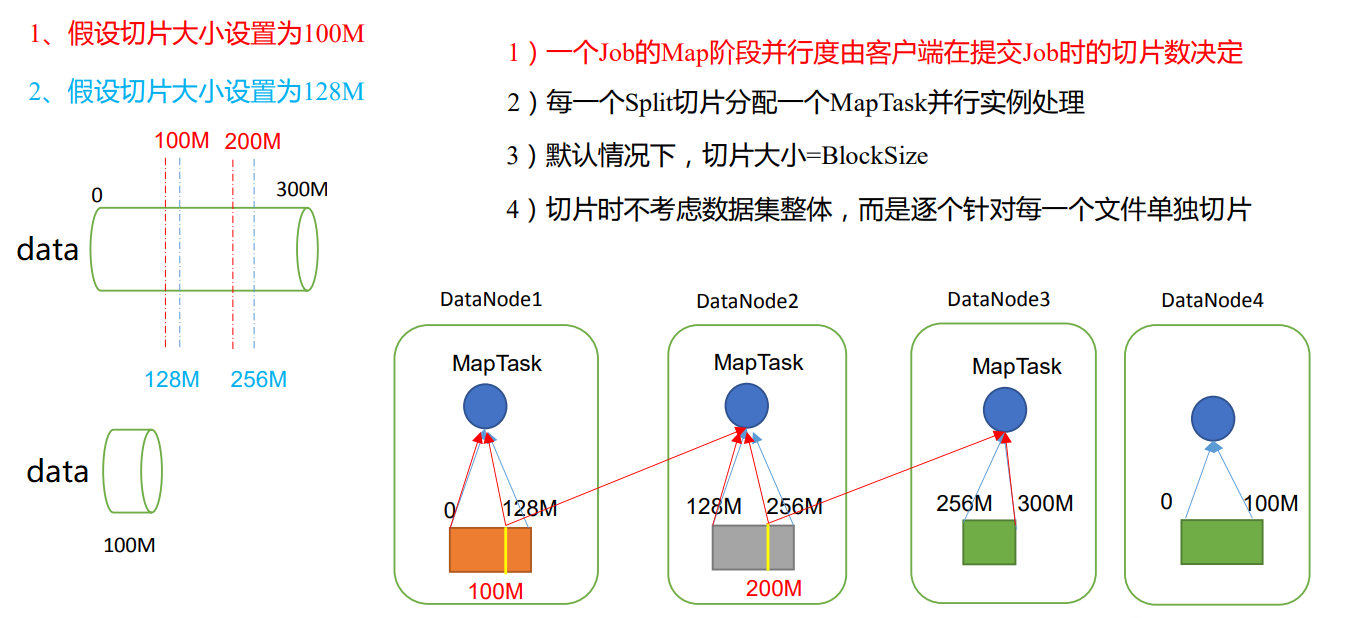 1、假设切片大小设置为100M
2、假设切片大小设置为128M
1）一个Job的Map阶段并行度由客户端在提交Job时的切片数决定
2）每一个Split切片分配一个MapTask并行实例处理
3）默认情况下，切片大小=BlockSize
4）切片时不考虑数据集整体，而是逐个针对每一个文件单独切片
100M 200M
0 300M
data
128M 256M
data
100M
DataNode1 DataNode2 DataNode3 DataNode4
MapTask MapTask MapTask
0 128M 128M 256M 256M 300M 0 100M
100M 200M